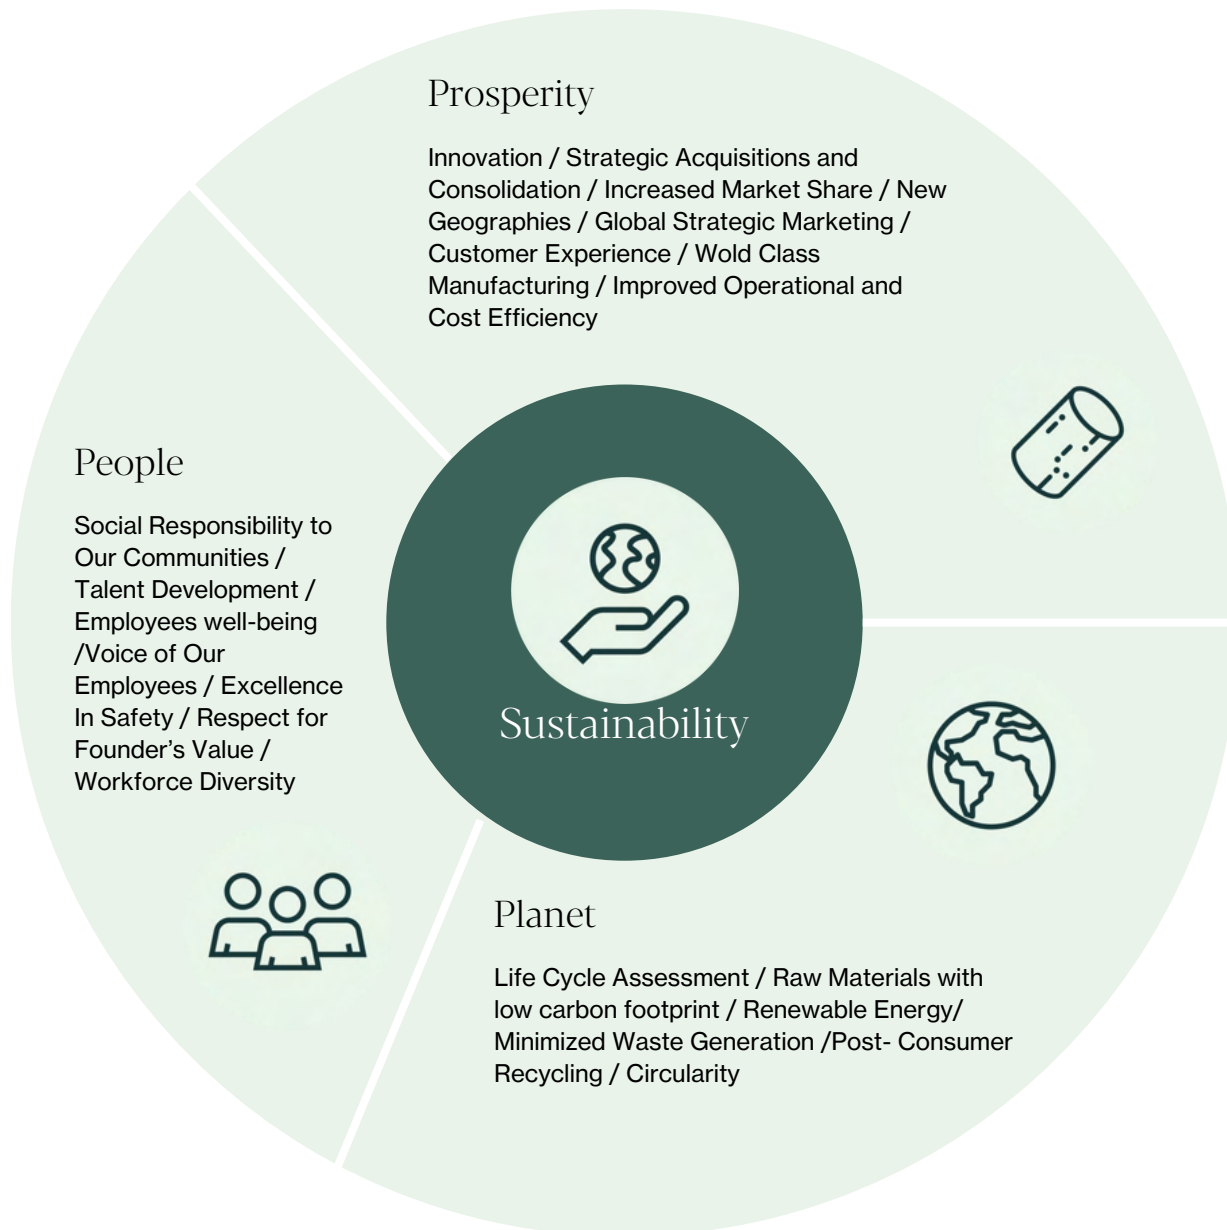 Prosperity
Innovation / Strategic Acquisitions and
Consolidation / Increased Market Share / New
Geographies / Global Strategic Marketing /
Customer Experience / Wold Class
Manufacturing / Improved Operational and
Cost Efficiency
People
Social Responsibility to
Our Communities /
Talent Development /
Employees well-being
/Voice of Our
Employees / Excellence
In Safety / Respect for
Founder’s Value /
Workforce Diversity
Sustainability
Planet
Life Cycle Assessment / Raw Materials with
low carbon footprint / Renewable Energy/
Minimized Waste Generation /Post- Consumer
Recycling / Circularity